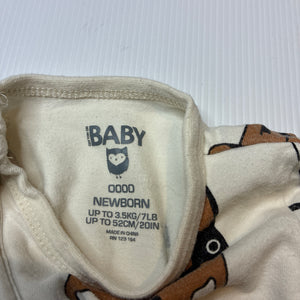 BABY
0000
NEWBORN
UP TO 3.5KG/7LB
UP TO 52CM/20IN
MADE IN CHINA
RN 123 164